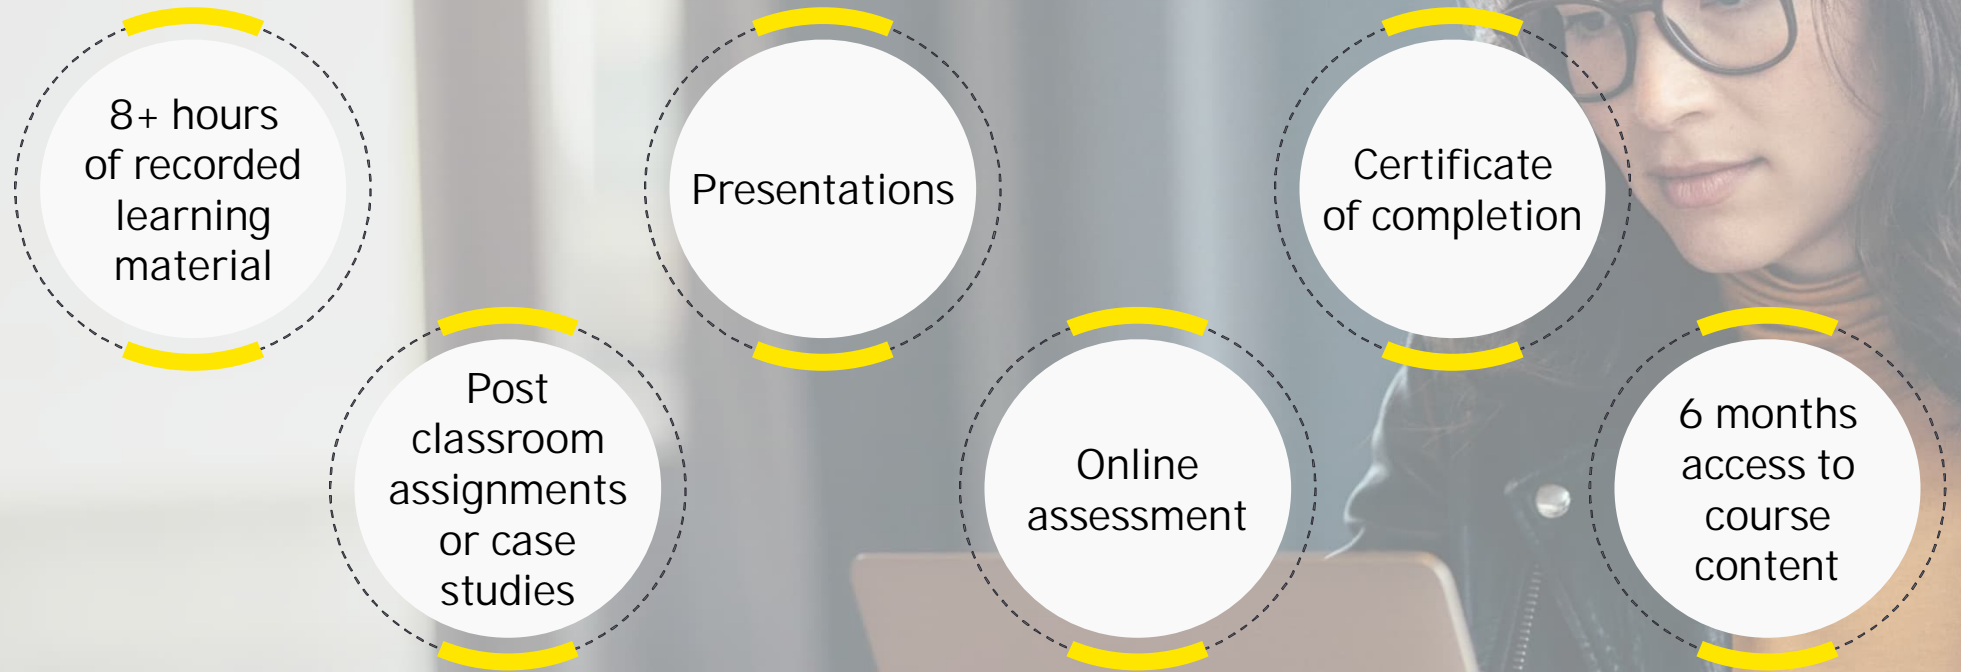 8+ hours
of recorded
learning
material
Post
classroom
assignments
or case
studies
Presentations
Online
assessment
Certificate
of completion
6 months
access to
course
content